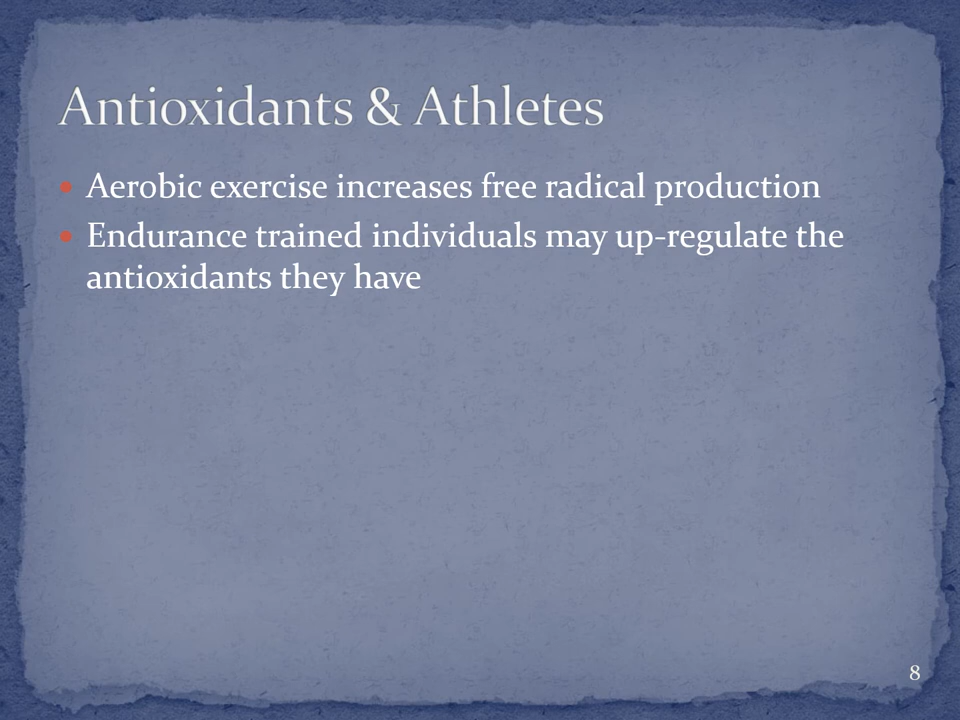 Antioxidants & Athletes
• Aerobic exercise increases free radical production
• Endurance trained individuals may up-regulate the
antioxidants they have
8